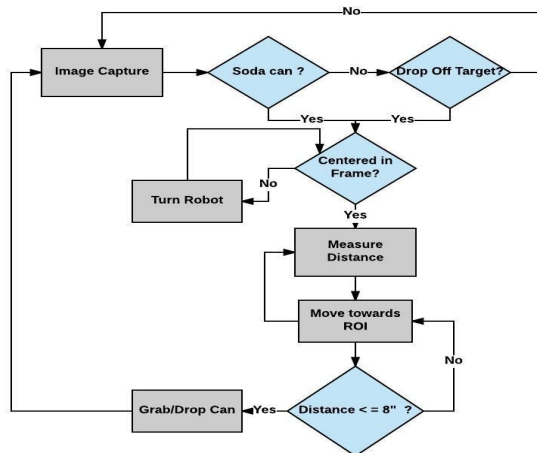 No
Image Capture
Soda can ?
No
Drop Off Target?
Yes
Yes
Centered in
Frame?
No
Turn Robot
Yes
Measure
Distance
Move towards
ROI
No
Grab/Drop Can
Yes
Distance < = 8" ?